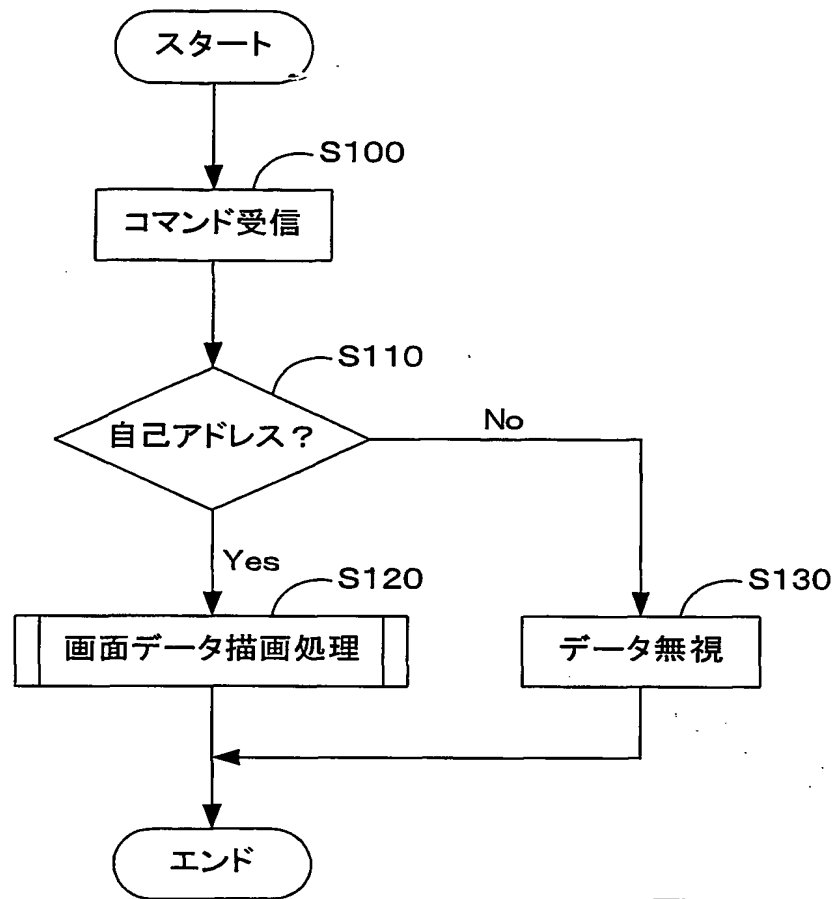 スタート
S100
コマンド受信
S110
自己アドレス?
No
Yes
S120
画面データ描画処理
S130
データ無視
エンド